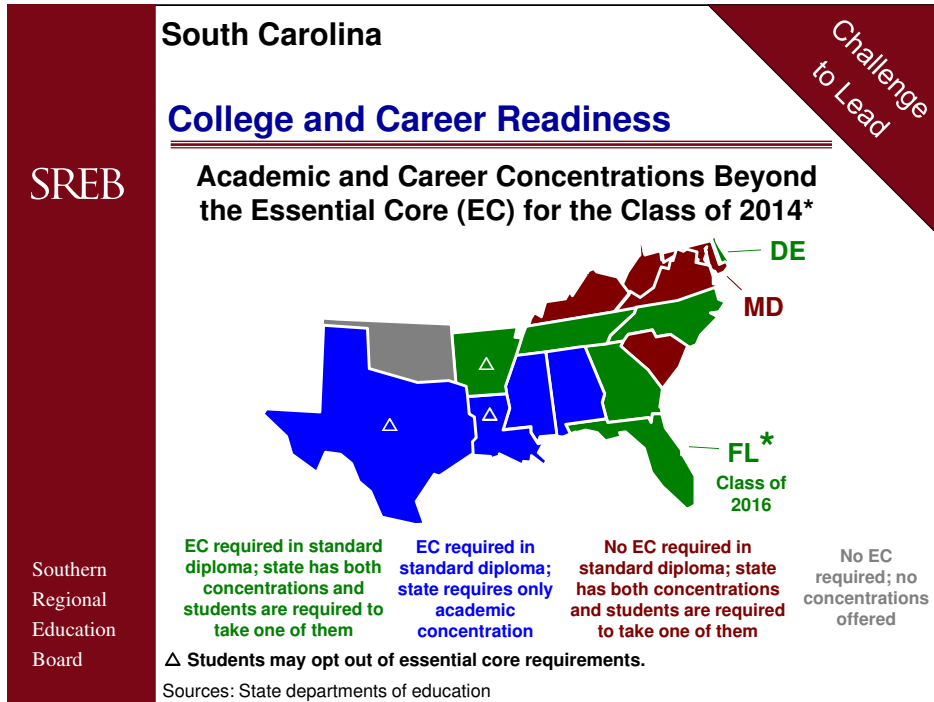 South Carolina
Challenge
to Lead
College and Career Readiness
SREB
Academic and Career Concentrations Beyond
the Essential Core (EC) for the Class of 2014*
DE
MD
FL*
Class of
2016
EC required in standard
diploma; state has both
concentrations and
students are required to
take one of them
EC required in
standard diploma;
state requires only
academic
concentration
No EC required in
standard diploma; state
has both concentrations
and students are required
to take one of them
No EC
required; no
concentrations
offered
Southern
Regional
Education
Board
△ Students may opt out of essential core requirements.
Sources: State departments of education